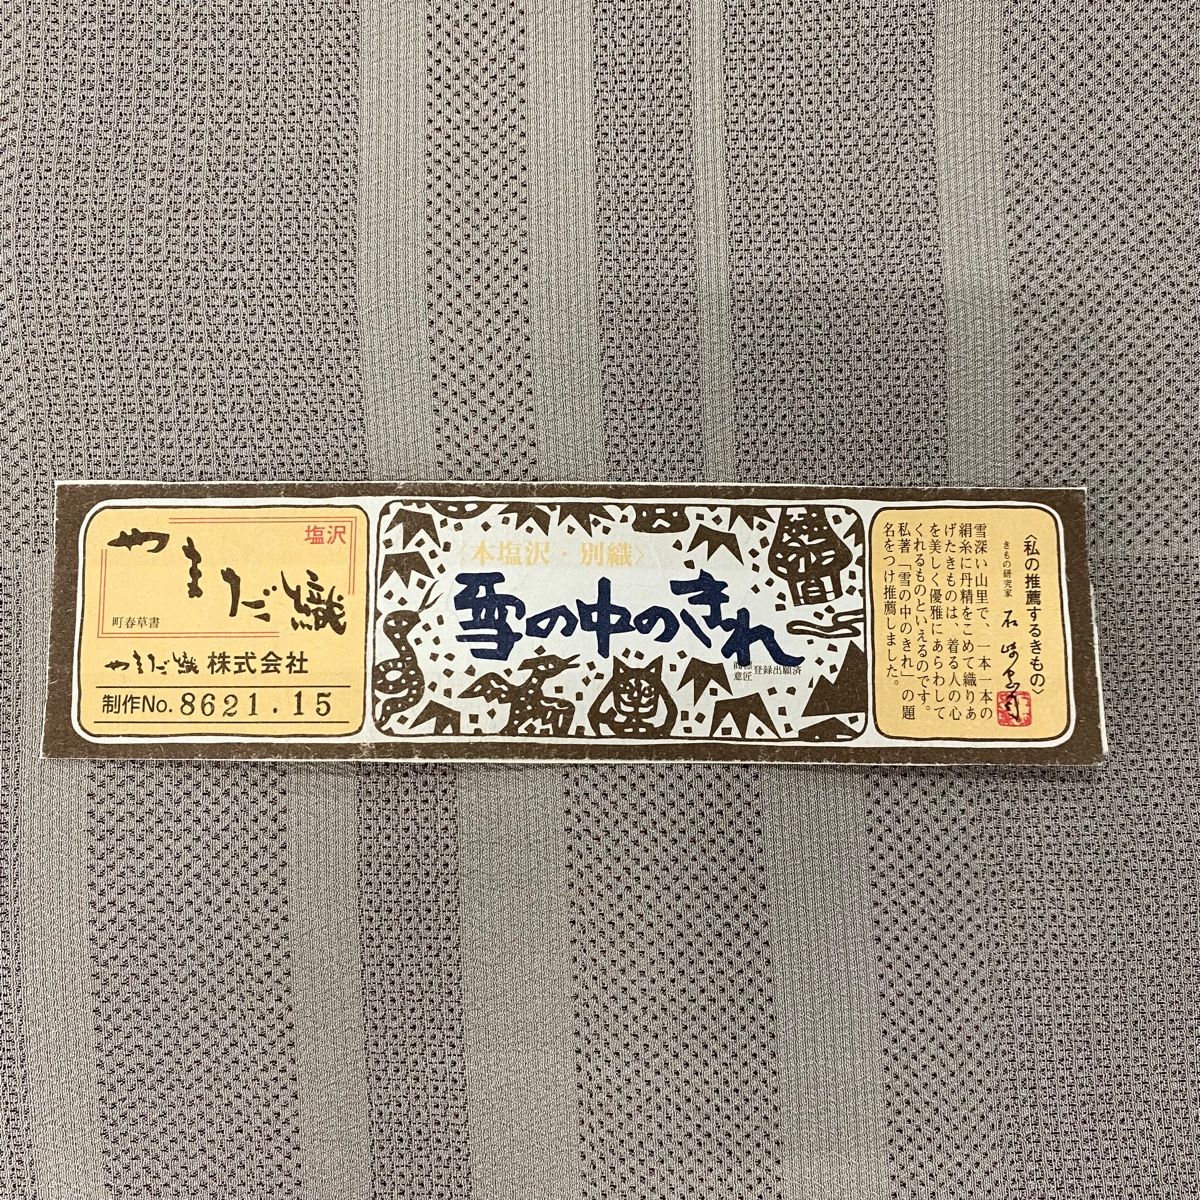 塩沢
やまだ織
町春草書
やまだ織 株式会社
制作No. 8621.15
〈本塩沢・別織〉
雪の中のきれ
商標
意匠 登録出願済
〈私の推薦するきもの〉
きもの研究家
雪深い山里で、一本一本の
絹糸に丹精をこめて織りあ
げたきものは、着る人の心
を美しく優雅にあらわして
くれるものといえるのです。
私著「雪の中のきれ」の題
名をつけ推薦しました。